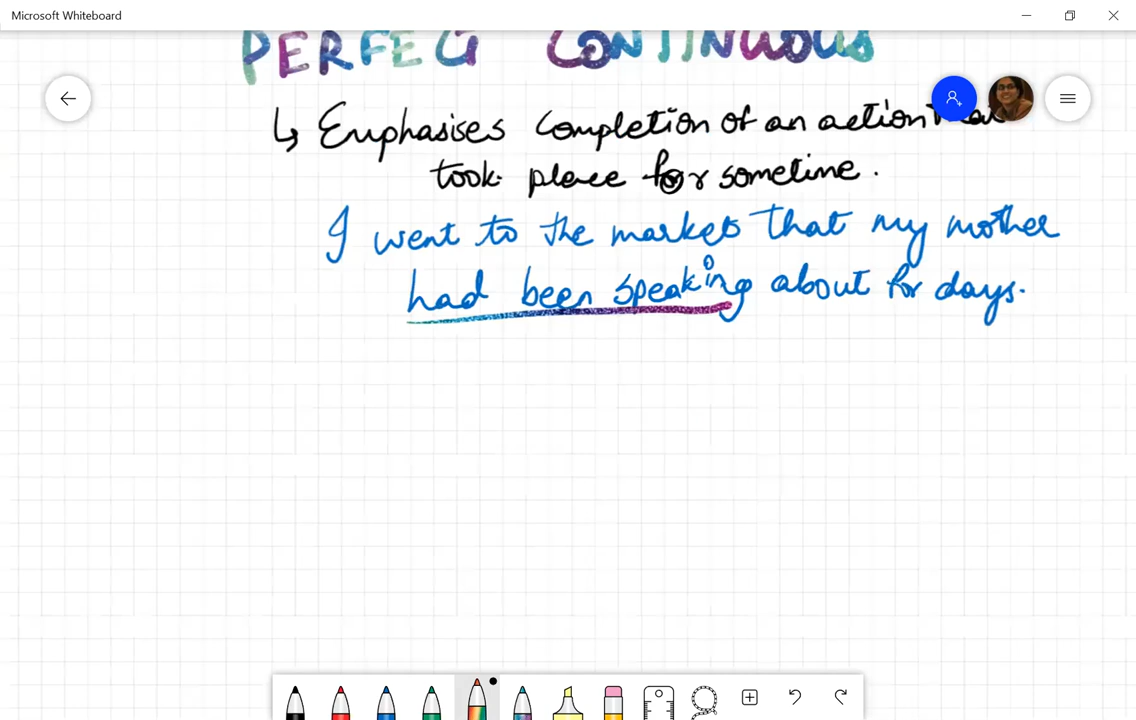 Microsoft Whiteboard
PERFECT CONTINUOUS
↳ Emphasises completion of an action
took place for sometime.
I went to the markets that my mother
had been speaking about for days.